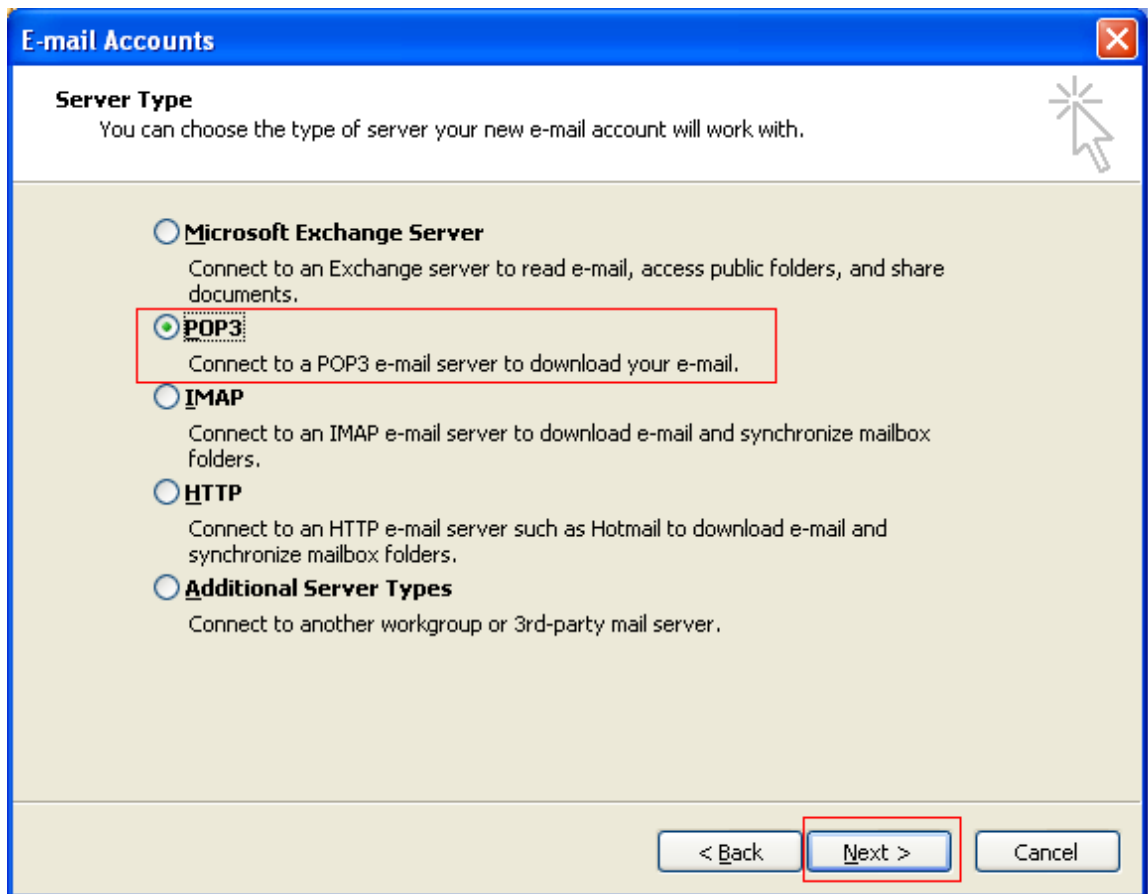 E-mail Accounts
Server Type
You can choose the type of server your new e-mail account will work with.
Microsoft Exchange Server
Connect to an Exchange server to read e-mail, access public folders, and share
documents.
POP3
Connect to a POP3 e-mail server to download your e-mail.
IMAP
Connect to an IMAP e-mail server to download e-mail and synchronize mailbox
folders.
HTTP
Connect to an HTTP e-mail server such as Hotmail to download e-mail and
synchronize mailbox folders.
Additional Server Types
Connect to another workgroup or 3rd-party mail server.
< Back Next > Cancel